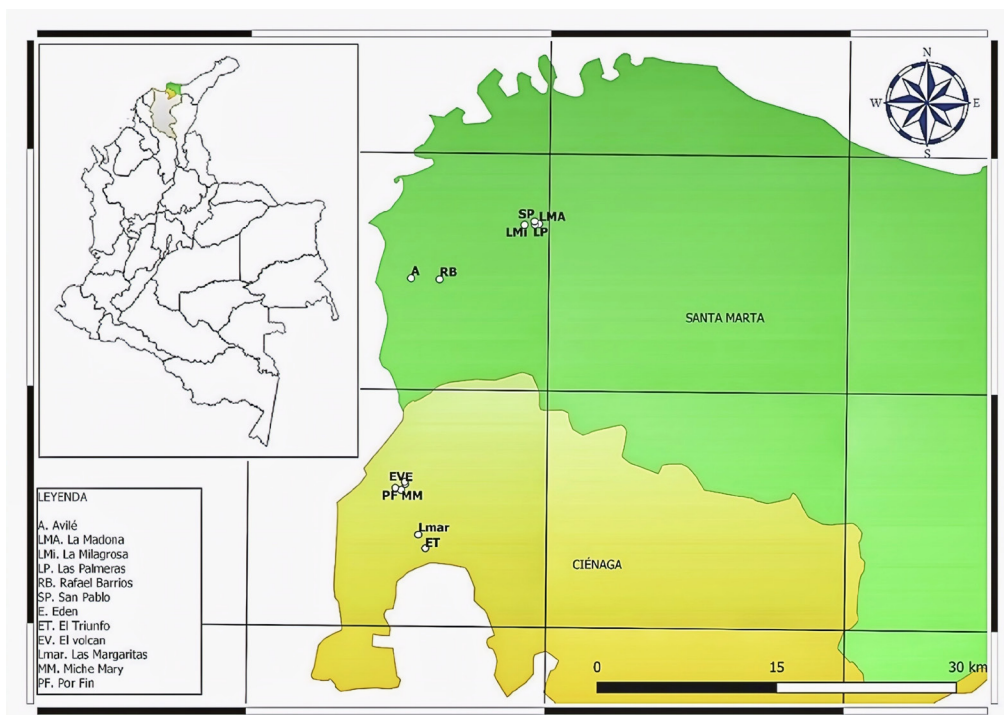 N
W E
S
SP LMA
LMi LP
A RB
SANTA MARTA
EVE
PF MM
Lmar
ET
CIÉNAGA
LEYENDA
A. Avilé
LMA. La Madona
LMi. La Milagrosa
LP. Las Palmeras
RB. Rafael Barrios
SP. San Pablo
E. Eden
ET. El Triunfo
EV. El volcan
Lmar. Las Margaritas
MM. Miche Mary
PF. Por Fin
0 15 30 km